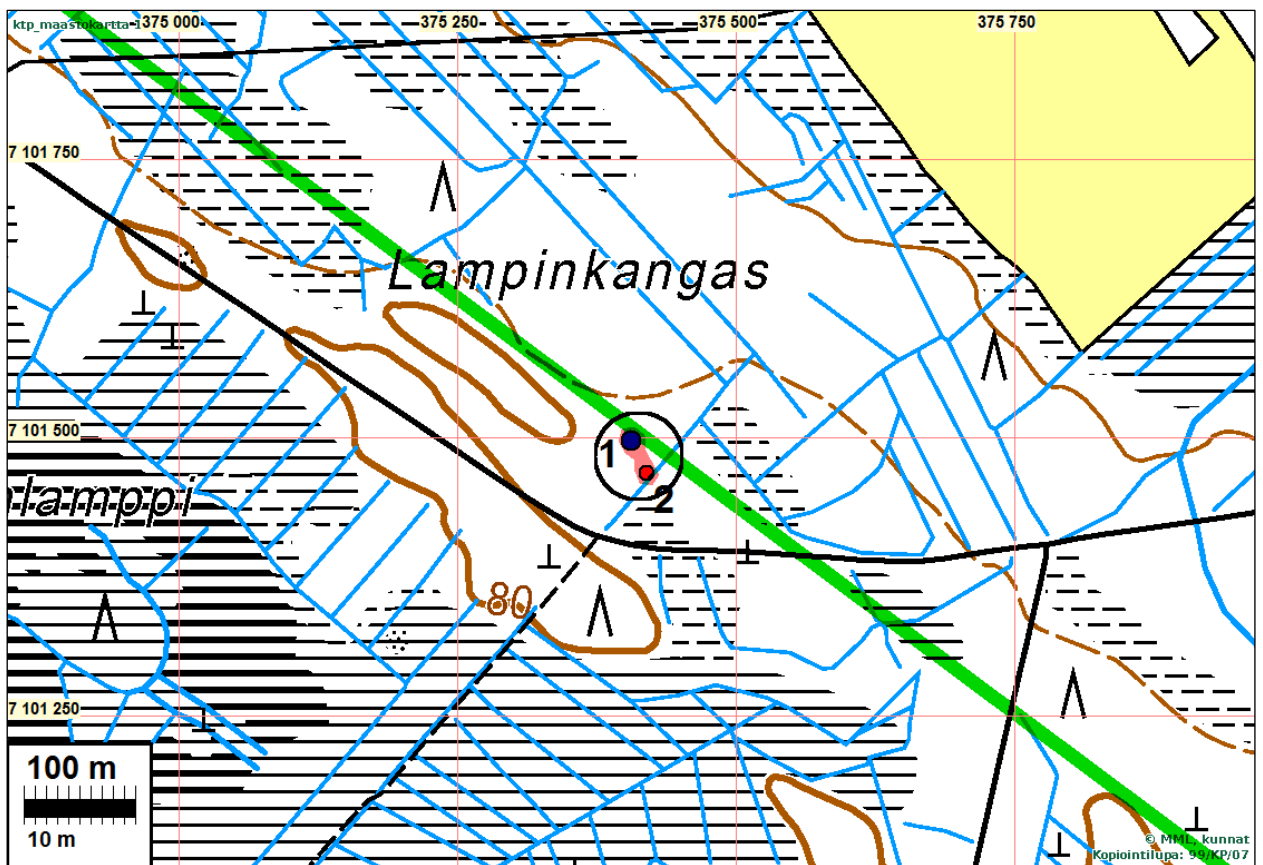 ktp_maastokartta-1
375 000
375 250
375 500
375 750
7 101 750
Lampinkangas
7 101 500
1
2
lamppi
80
7 101 250
100 m
10 m
© MML, kunnat
Kopiointilupa: 99/KP/07